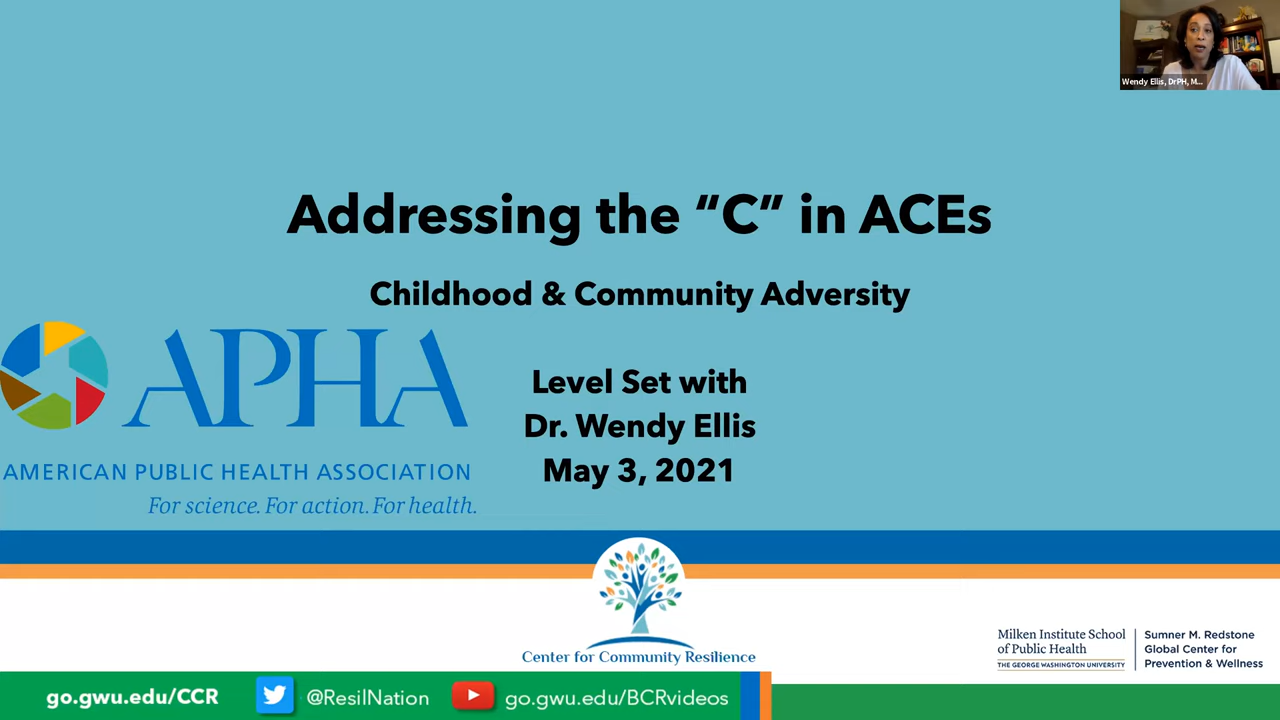 Wendy Ellis, DrPH, M...
Addressing the “C” in ACEs
Childhood & Community Adversity
APHA
AMERICAN PUBLIC HEALTH ASSOCIATION
For science. For action. For health.
Level Set with
Dr. Wendy Ellis
May 3, 2021
Center for Community Resilience
Milken Institute School
of Public Health
THE GEORGE WASHINGTON UNIVERSITY
Sumner M. Redstone
Global Center for
Prevention & Wellness
go.gwu.edu/CCR
@ResilNation
go.gwu.edu/BCRvideos